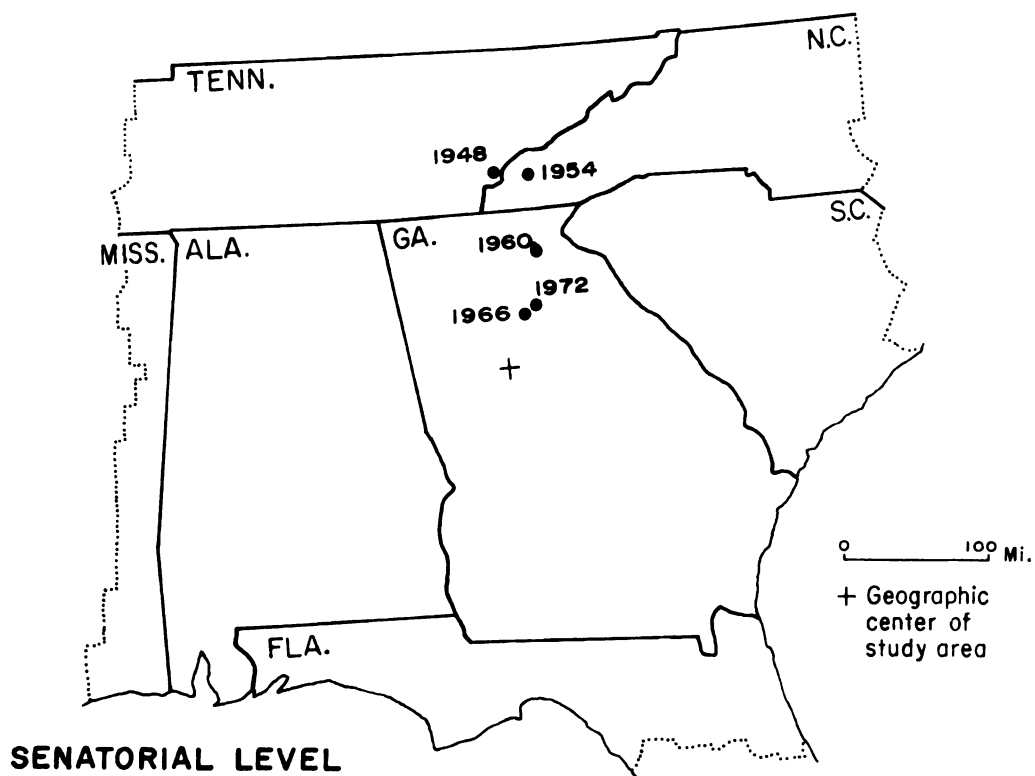 TENN.
N.C.
1948
1954
S.C.
MISS.
ALA.
GA.
1960
1972
1966
0 100 Mi.
+ Geographic
center of
study area
FLA.
SENATORIAL LEVEL